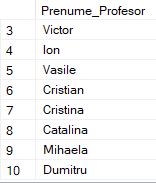 Prenume_Profesor
3 Victor
4 Ion
5 Vasile
6 Cristian
7 Cristina
8 Catalina
9 Mihaela
10 Dumitru